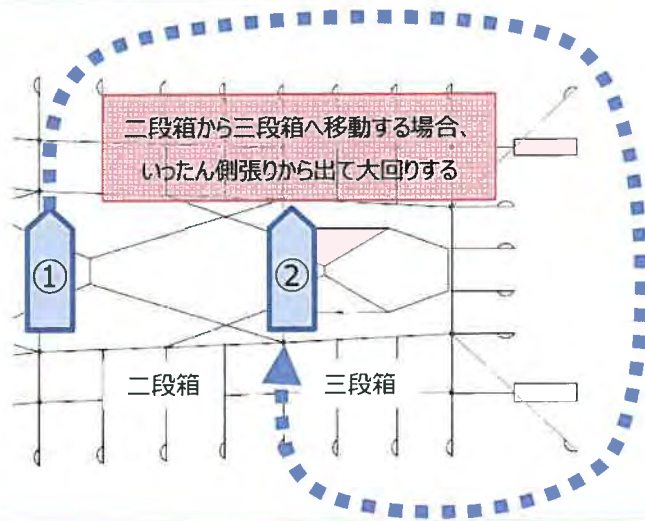 二段箱から三段箱へ移動する場合、
いったん側張りから出て大回りする
①
②
二段箱
三段箱